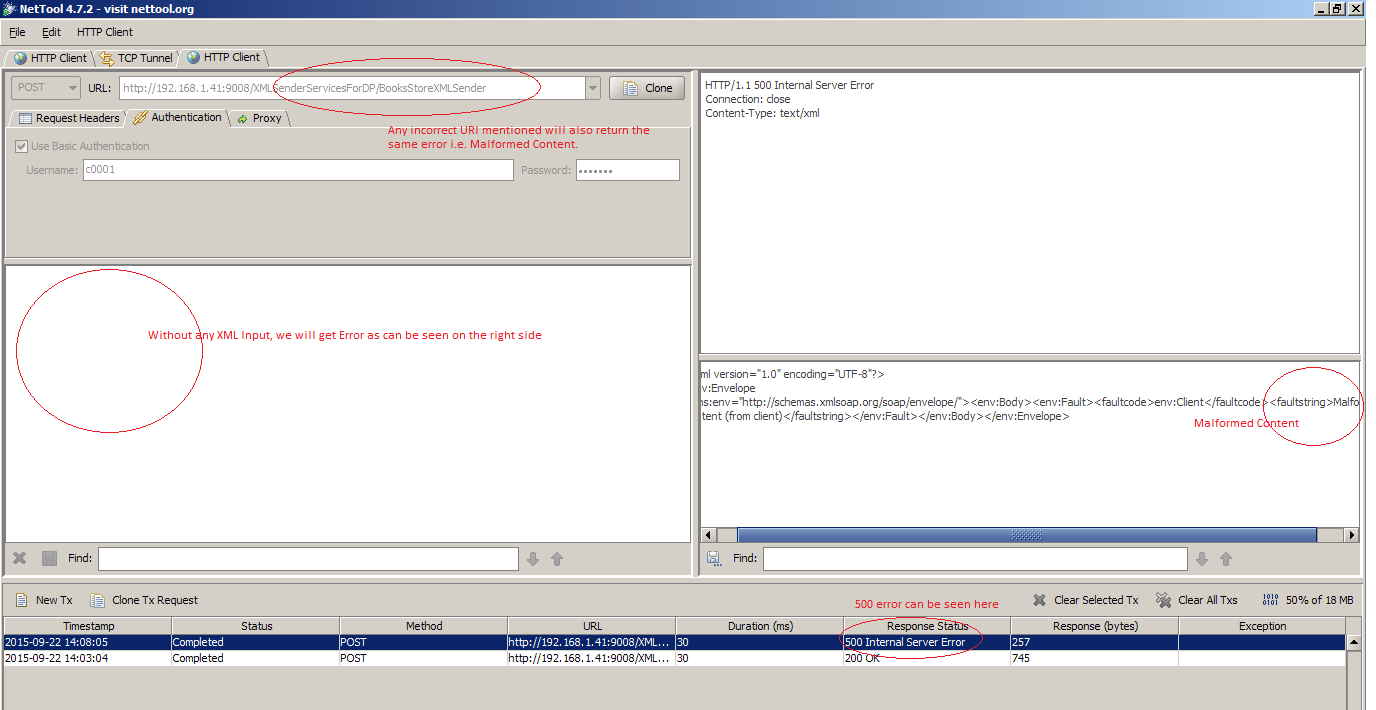 NetTool 4.7.2 - visit nettool.org
File Edit HTTP Client
HTTP Client TCP Tunnel HTTP Client
POST URL: http://192.168.1.41:9008/XMLSenderServicesForDP/BooksStoreXMLSender Clone
Request Headers Authentication Proxy
Any incorrect URI mentioned will also return the
same error i.e. Malformed Content.
Use Basic Authentication
Username: c0001 Password: •••••••
Without any XML Input, we will get Error as can be seen on the right side
Find:
HTTP/1.1 500 Internal Server Error
Connection: close
Content-Type: text/xml
ml version="1.0" encoding="UTF-8"?>
nv:Envelope
ns:env="http://schemas.xmlsoap.org/soap/envelope/"><env:Body><env:Fault><faultcode>env:Client</faultcode><faultstring>Malfo
tent (from client)</faultstring></env:Fault></env:Body></env:Envelope>
Malformed Content
Find:
New Tx Clone Tx Request 500 error can be seen here Clear Selected Tx Clear All Txs 50% of 18 MB
Timestamp Status Method URL Duration (ms) Response Status Response (bytes) Exception
2015-09-22 14:08:05 Completed POST http://192.168.1.41:9008/XML... 30 500 Internal Server Error 257
2015-09-22 14:03:04 Completed POST http://192.168.1.41:9008/XML... 30 200 OK 745